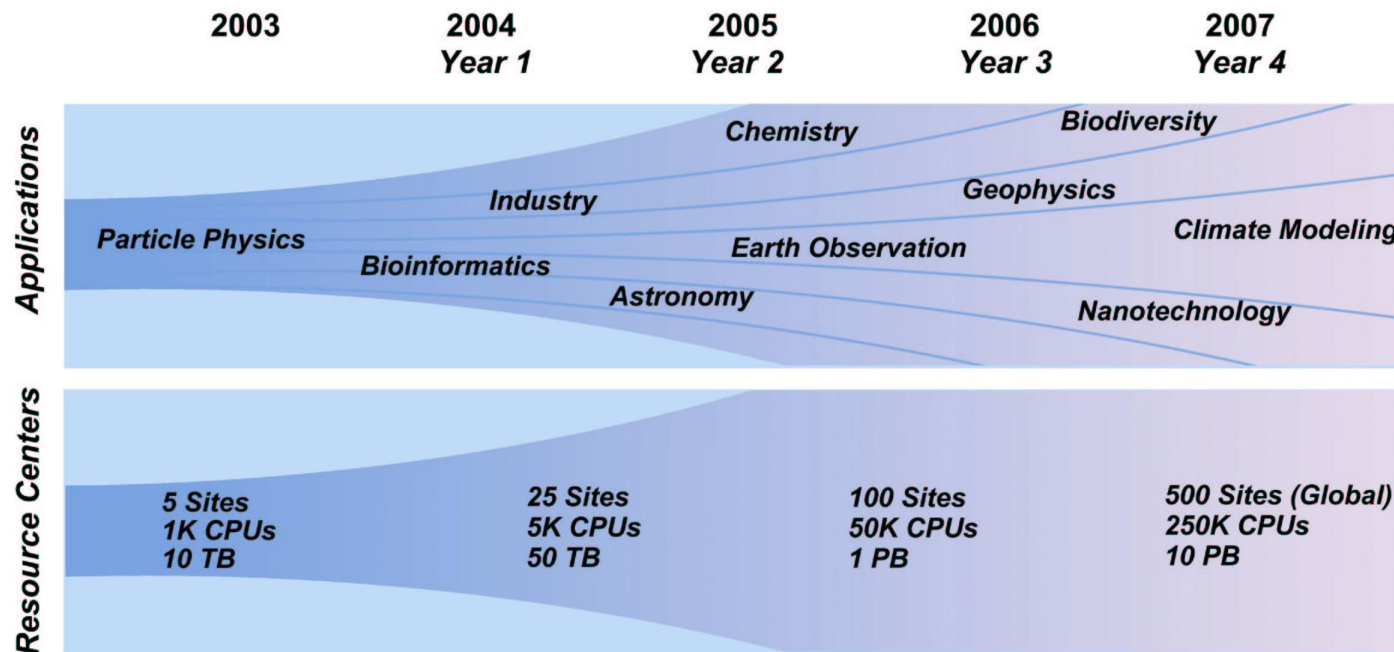 2003 2004 2005 2006 2007
Year 1 Year 2 Year 3 Year 4
Applications
Chemistry
Biodiversity
Industry
Geophysics
Particle Physics
Climate Modeling
Bioinformatics
Earth Observation
Astronomy
Nanotechnology
Resource Centers
5 Sites
1K CPUs
10 TB
25 Sites
5K CPUs
50 TB
100 Sites
50K CPUs
1 PB
500 Sites (Global)
250K CPUs
10 PB